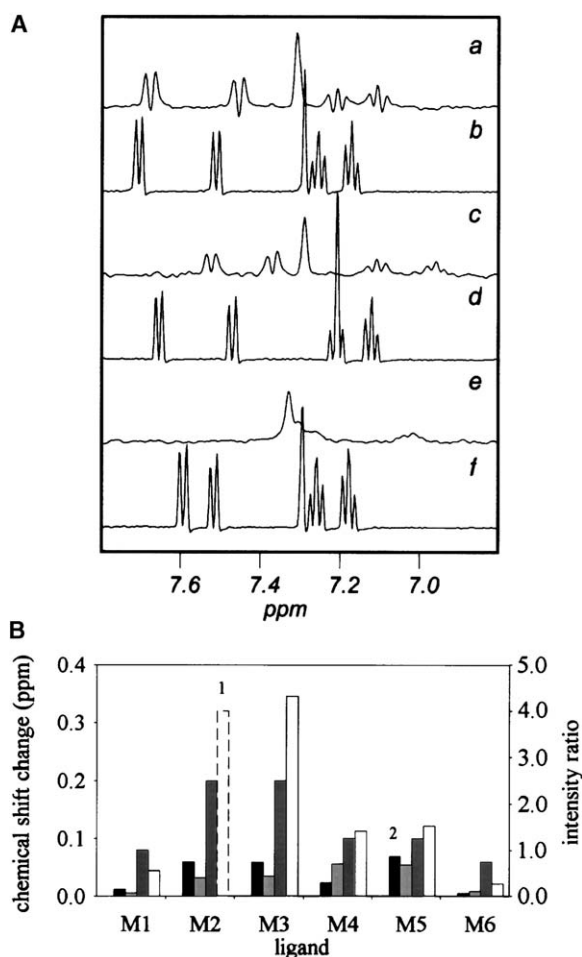 A
a
b
c
d
e
f
7.6 7.4 7.2 7.0
ppm
B
chemical shift change (ppm)
0.4
0.3
0.2
0.1
0.0
1
2
5.0
4.0
3.0
2.0
1.0
0.0
intensity ratio
M1 M2 M3 M4 M5 M6
ligand